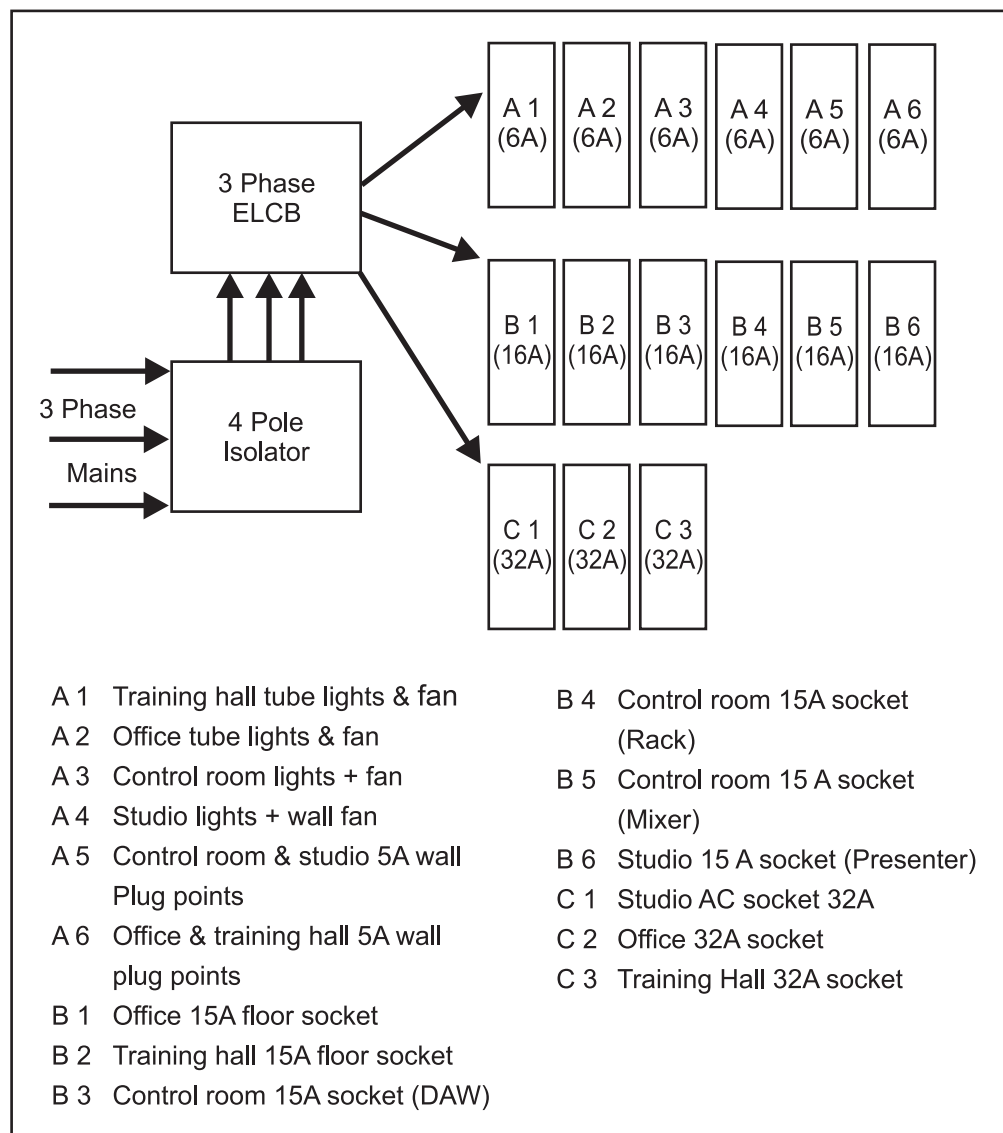 A 1 A 2 A 3 A 4 A 5 A 6
(6A) (6A) (6A) (6A) (6A) (6A)
3 Phase
ELCB
B 1 B 2 B 3 B 4 B 5 B 6
(16A) (16A) (16A) (16A) (16A) (16A)
3 Phase
Mains
4 Pole
Isolator
C 1 C 2 C 3
(32A) (32A) (32A)
A 1 Training hall tube lights & fan
A 2 Office tube lights & fan
A 3 Control room lights + fan
A 4 Studio lights + wall fan
A 5 Control room & studio 5A wall
Plug points
A 6 Office & training hall 5A wall
plug points
B 1 Office 15A floor socket
B 2 Training hall 15A floor socket
B 3 Control room 15A socket (DAW)
B 4 Control room 15A socket
(Rack)
B 5 Control room 15 A socket
(Mixer)
B 6 Studio 15 A socket (Presenter)
C 1 Studio AC socket 32A
C 2 Office 32A socket
C 3 Training Hall 32A socket